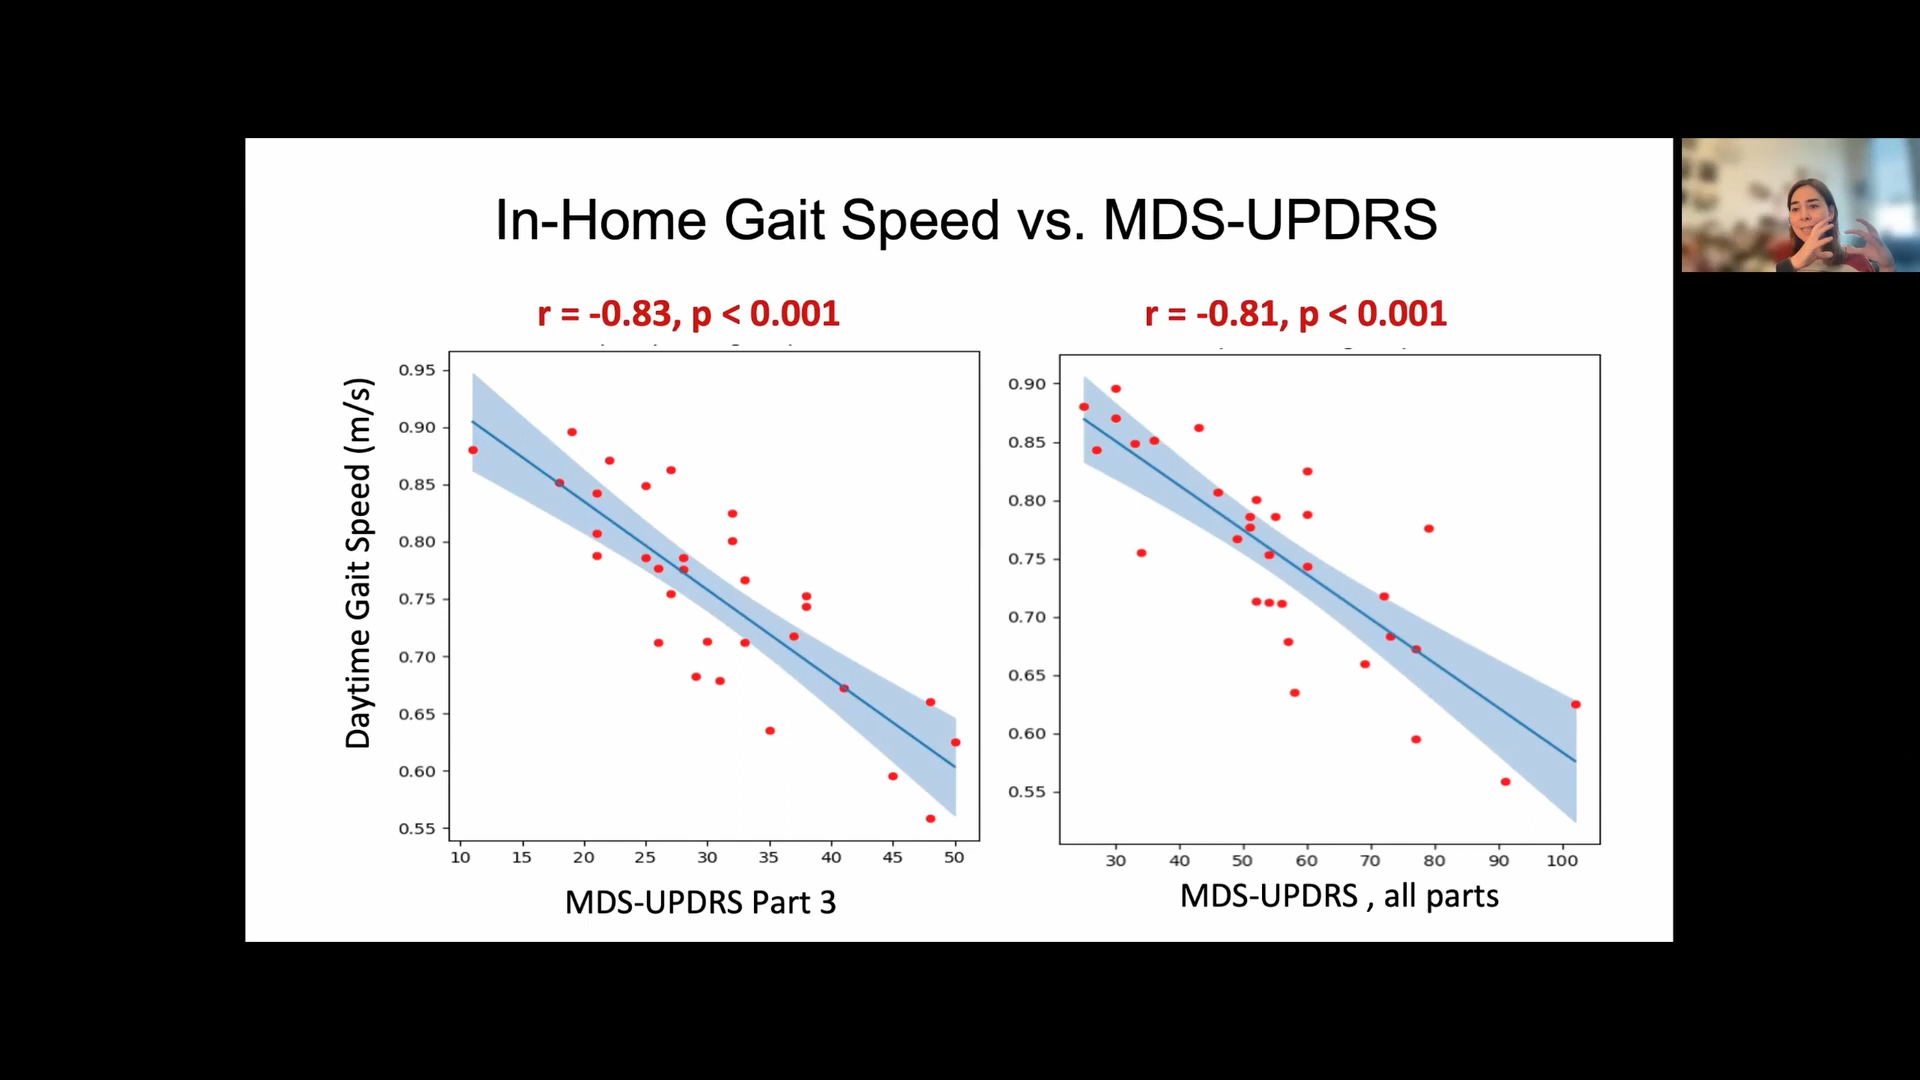 In-Home Gait Speed vs. MDS-UPDRS
r = -0.83, p < 0.001
r = -0.81, p < 0.001
Daytime Gait Speed (m/s)
0.95
0.90
0.85
0.80
0.75
0.70
0.65
0.60
0.55
10 15 20 25 30 35 40 45 50
MDS-UPDRS Part 3
0.90
0.85
0.80
0.75
0.70
0.65
0.60
0.55
30 40 50 60 70 80 90 100
MDS-UPDRS , all parts